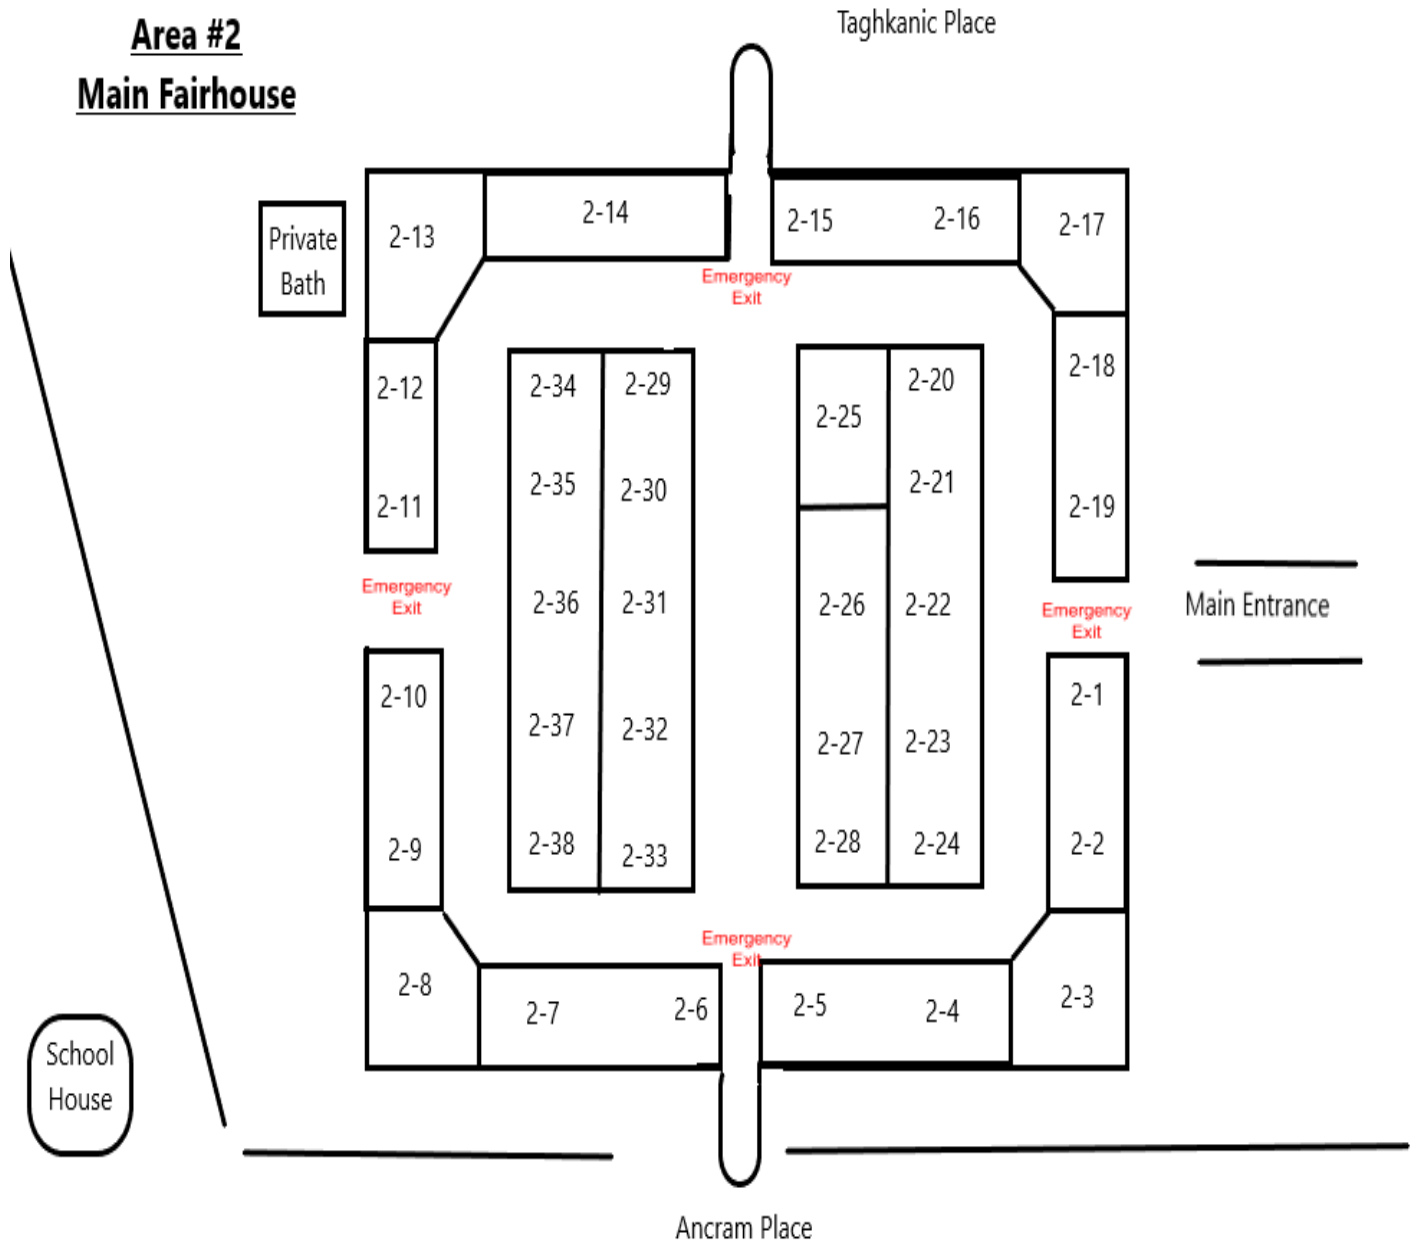 Area #2
Main Fairhouse
Taghkanic Place
Private
Bath
2-13
2-14
2-15
2-16
2-17
Emergency
Exit
2-12
2-11
2-34
2-29
2-35
2-30
2-36
2-31
2-37
2-32
2-38
2-33
2-25
2-20
2-21
2-26
2-22
2-27
2-23
2-28
2-24
2-18
2-19
Emergency
Exit
Emergency
Exit
Main Entrance
2-10
2-9
2-1
2-2
Emergency
Exit
2-8
2-7
2-6
2-5
2-4
2-3
School
House
Ancram Place